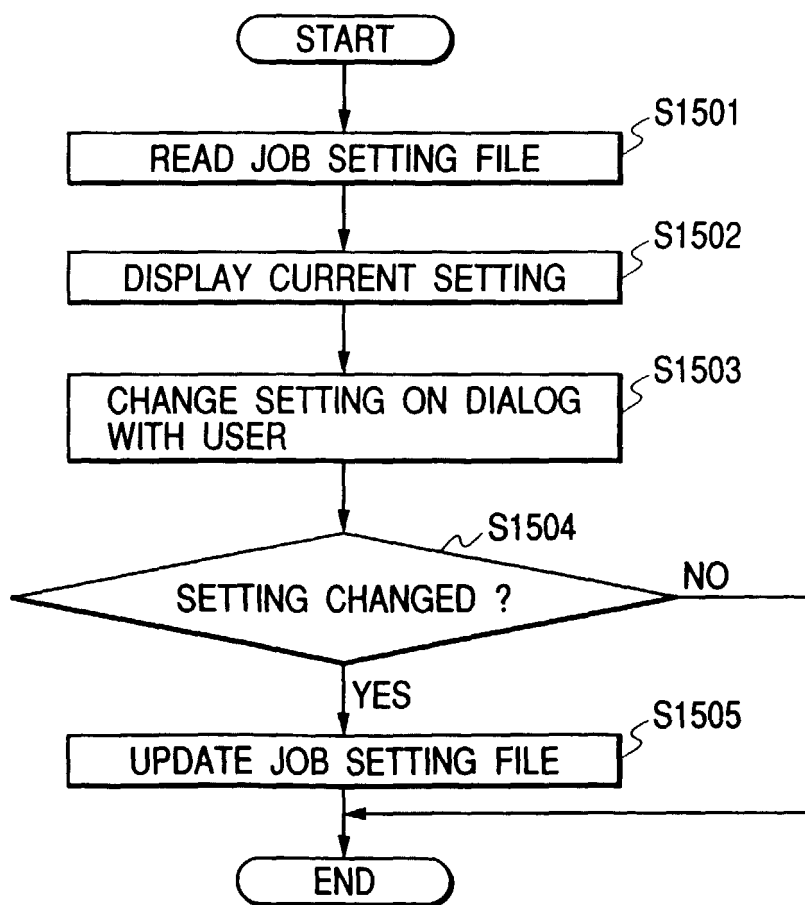 START
S1501
READ JOB SETTING FILE
S1502
DISPLAY CURRENT SETTING
S1503
CHANGE SETTING ON DIALOG
WITH USER
S1504
SETTING CHANGED ?
NO
YES
S1505
UPDATE JOB SETTING FILE
END